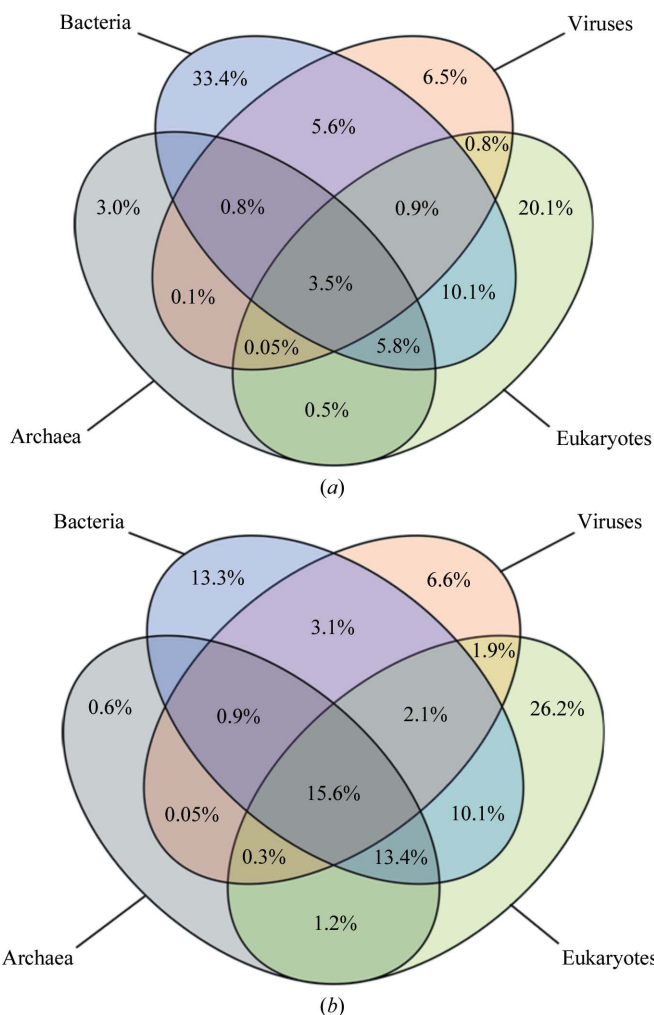 Bacteria
Viruses
33.4%
6.5%
5.6%
0.8%
3.0%
0.8%
0.9%
20.1%
3.5%
0.1%
10.1%
0.05%
5.8%
0.5%
Archaea
Eukaryotes
(a)
Bacteria
Viruses
13.3%
6.6%
3.1%
1.9%
0.6%
0.9%
2.1%
26.2%
15.6%
0.05%
10.1%
0.3%
13.4%
1.2%
Archaea
Eukaryotes
(b)